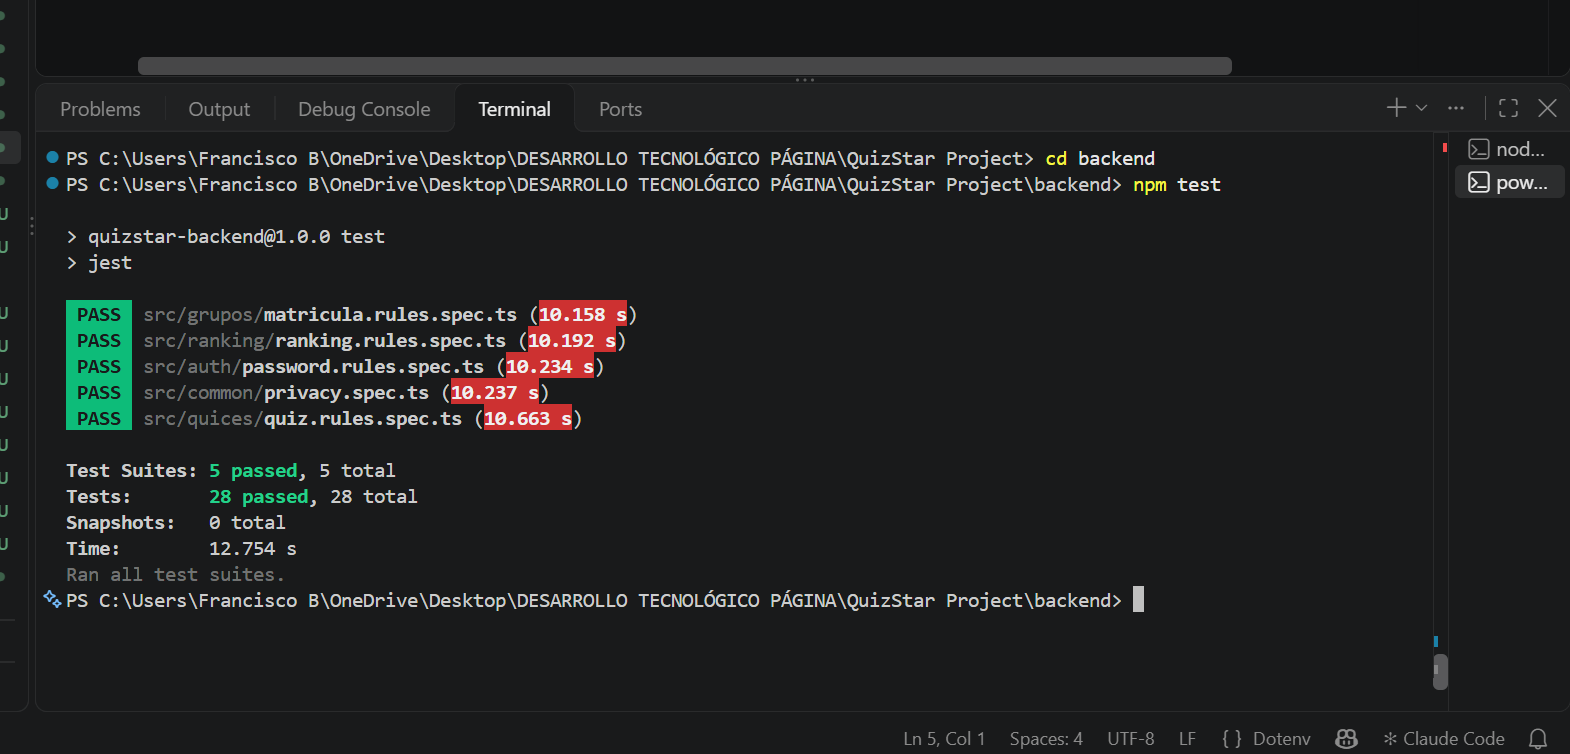 Problems Output Debug Console Terminal Ports
PS C:\Users\Francisco B\OneDrive\Desktop\DESARROLLO TECNOLÓGICO PÁGINA\QuizStar Project> cd backend
nod...
PS C:\Users\Francisco B\OneDrive\Desktop\DESARROLLO TECNOLÓGICO PÁGINA\QuizStar Project\backend> npm test
pow...
> quizstar-backend@1.0.0 test
> jest
PASS src/grupos/matricula.rules.spec.ts (10.158 s)
PASS src/ranking/ranking.rules.spec.ts (10.192 s)
PASS src/auth/password.rules.spec.ts (10.234 s)
PASS src/common/privacy.spec.ts (10.237 s)
PASS src/quices/quiz.rules.spec.ts (10.663 s)
Test Suites: 5 passed, 5 total
Tests: 28 passed, 28 total
Snapshots: 0 total
Time: 12.754 s
Ran all test suites.
PS C:\Users\Francisco B\OneDrive\Desktop\DESARROLLO TECNOLÓGICO PÁGINA\QuizStar Project\backend>
U
U
U
U
U
U
U
U
U
U
Ln 5, Col 1 Spaces: 4 UTF-8 LF { } Dotenv Claude Code